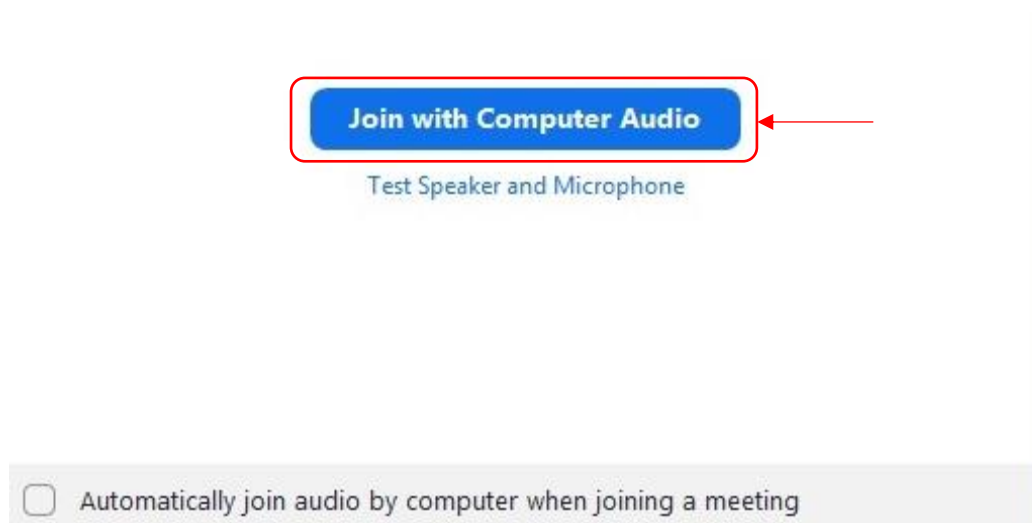 Join with Computer Audio
Test Speaker and Microphone
Automatically join audio by computer when joining a meeting